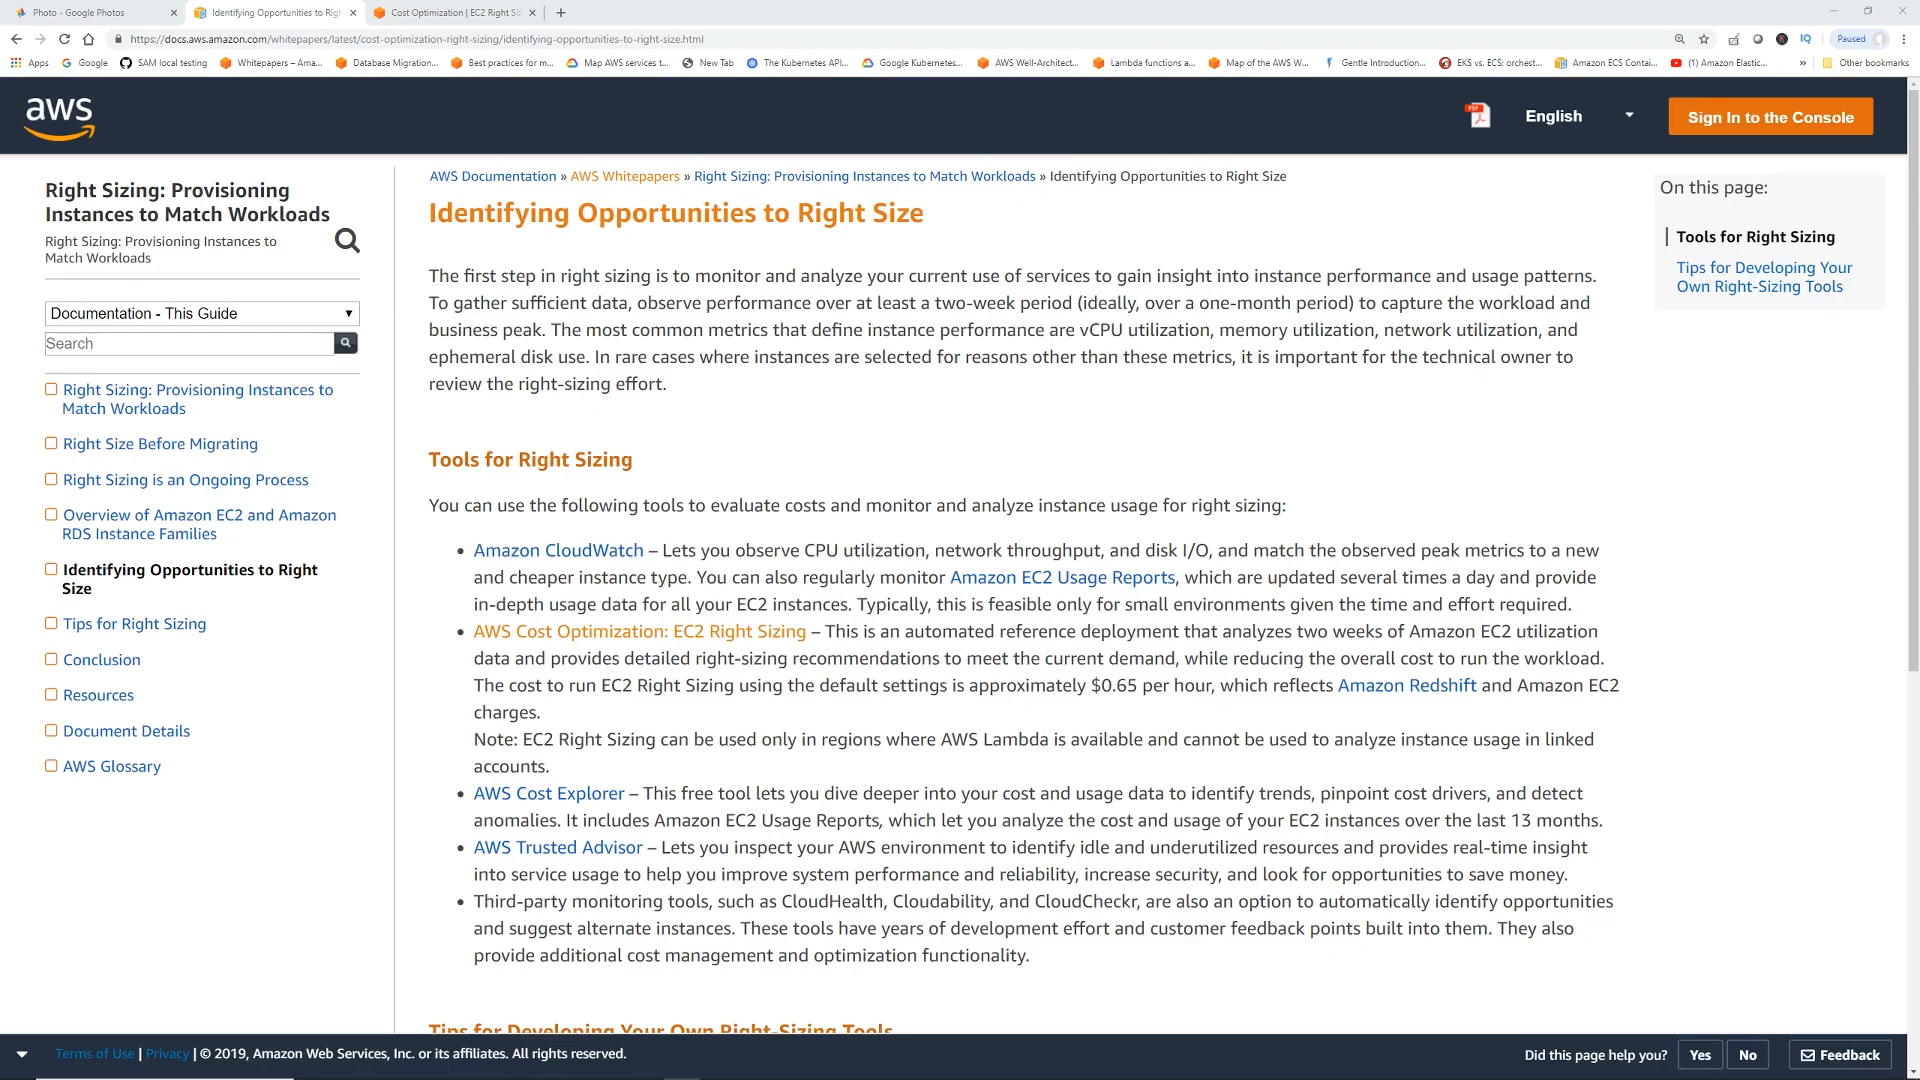 Photo - Google Photos
Identifying Opportunities to Righ
Cost Optimization | EC2 Right Siz
https://docs.aws.amazon.com/whitepapers/latest/cost-optimization-right-sizing/identifying-opportunities-to-right-size.html
IQ
Paused
Apps
Google
SAM local testing
Whitepapers – Ama...
Database Migration...
Best practices for m...
Map AWS services t...
New Tab
The Kubernetes API...
Google Kubernetes...
AWS Well-Architect...
Lambda functions a...
Map of the AWS W...
Gentle Introduction...
EKS vs. ECS: orchest...
Amazon ECS Contai...
(1) Amazon Elastic...
»
Other bookmarks
aws
English
Sign In to the Console
Right Sizing: Provisioning
Instances to Match Workloads
Right Sizing: Provisioning Instances to
Match Workloads
Documentation - This Guide
Search
Right Sizing: Provisioning Instances to
Match Workloads
Right Size Before Migrating
Right Sizing is an Ongoing Process
Overview of Amazon EC2 and Amazon
RDS Instance Families
Identifying Opportunities to Right
Size
Tips for Right Sizing
Conclusion
Resources
Document Details
AWS Glossary
AWS Documentation » AWS Whitepapers » Right Sizing: Provisioning Instances to Match Workloads » Identifying Opportunities to Right Size
Identifying Opportunities to Right Size
The first step in right sizing is to monitor and analyze your current use of services to gain insight into instance performance and usage patterns.
To gather sufficient data, observe performance over at least a two-week period (ideally, over a one-month period) to capture the workload and
business peak. The most common metrics that define instance performance are vCPU utilization, memory utilization, network utilization, and
ephemeral disk use. In rare cases where instances are selected for reasons other than these metrics, it is important for the technical owner to
review the right-sizing effort.
Tools for Right Sizing
You can use the following tools to evaluate costs and monitor and analyze instance usage for right sizing:
• Amazon CloudWatch – Lets you observe CPU utilization, network throughput, and disk I/O, and match the observed peak metrics to a new
and cheaper instance type. You can also regularly monitor Amazon EC2 Usage Reports, which are updated several times a day and provide
in-depth usage data for all your EC2 instances. Typically, this is feasible only for small environments given the time and effort required.
• AWS Cost Optimization: EC2 Right Sizing – This is an automated reference deployment that analyzes two weeks of Amazon EC2 utilization
data and provides detailed right-sizing recommendations to meet the current demand, while reducing the overall cost to run the workload.
The cost to run EC2 Right Sizing using the default settings is approximately $0.65 per hour, which reflects Amazon Redshift and Amazon EC2
charges.
Note: EC2 Right Sizing can be used only in regions where AWS Lambda is available and cannot be used to analyze instance usage in linked
accounts.
• AWS Cost Explorer – This free tool lets you dive deeper into your cost and usage data to identify trends, pinpoint cost drivers, and detect
anomalies. It includes Amazon EC2 Usage Reports, which let you analyze the cost and usage of your EC2 instances over the last 13 months.
• AWS Trusted Advisor – Lets you inspect your AWS environment to identify idle and underutilized resources and provides real-time insight
into service usage to help you improve system performance and reliability, increase security, and look for opportunities to save money.
• Third-party monitoring tools, such as CloudHealth, Cloudability, and CloudCheckr, are also an option to automatically identify opportunities
and suggest alternate instances. These tools have years of development effort and customer feedback points built into them. They also
provide additional cost management and optimization functionality.
Tips for Developing Your Own Right-Sizing Tools
On this page:
Tools for Right Sizing
Tips for Developing Your
Own Right-Sizing Tools
Terms of Use | Privacy | © 2019, Amazon Web Services, Inc. or its affiliates. All rights reserved.
Did this page help you?
Yes
No
Feedback